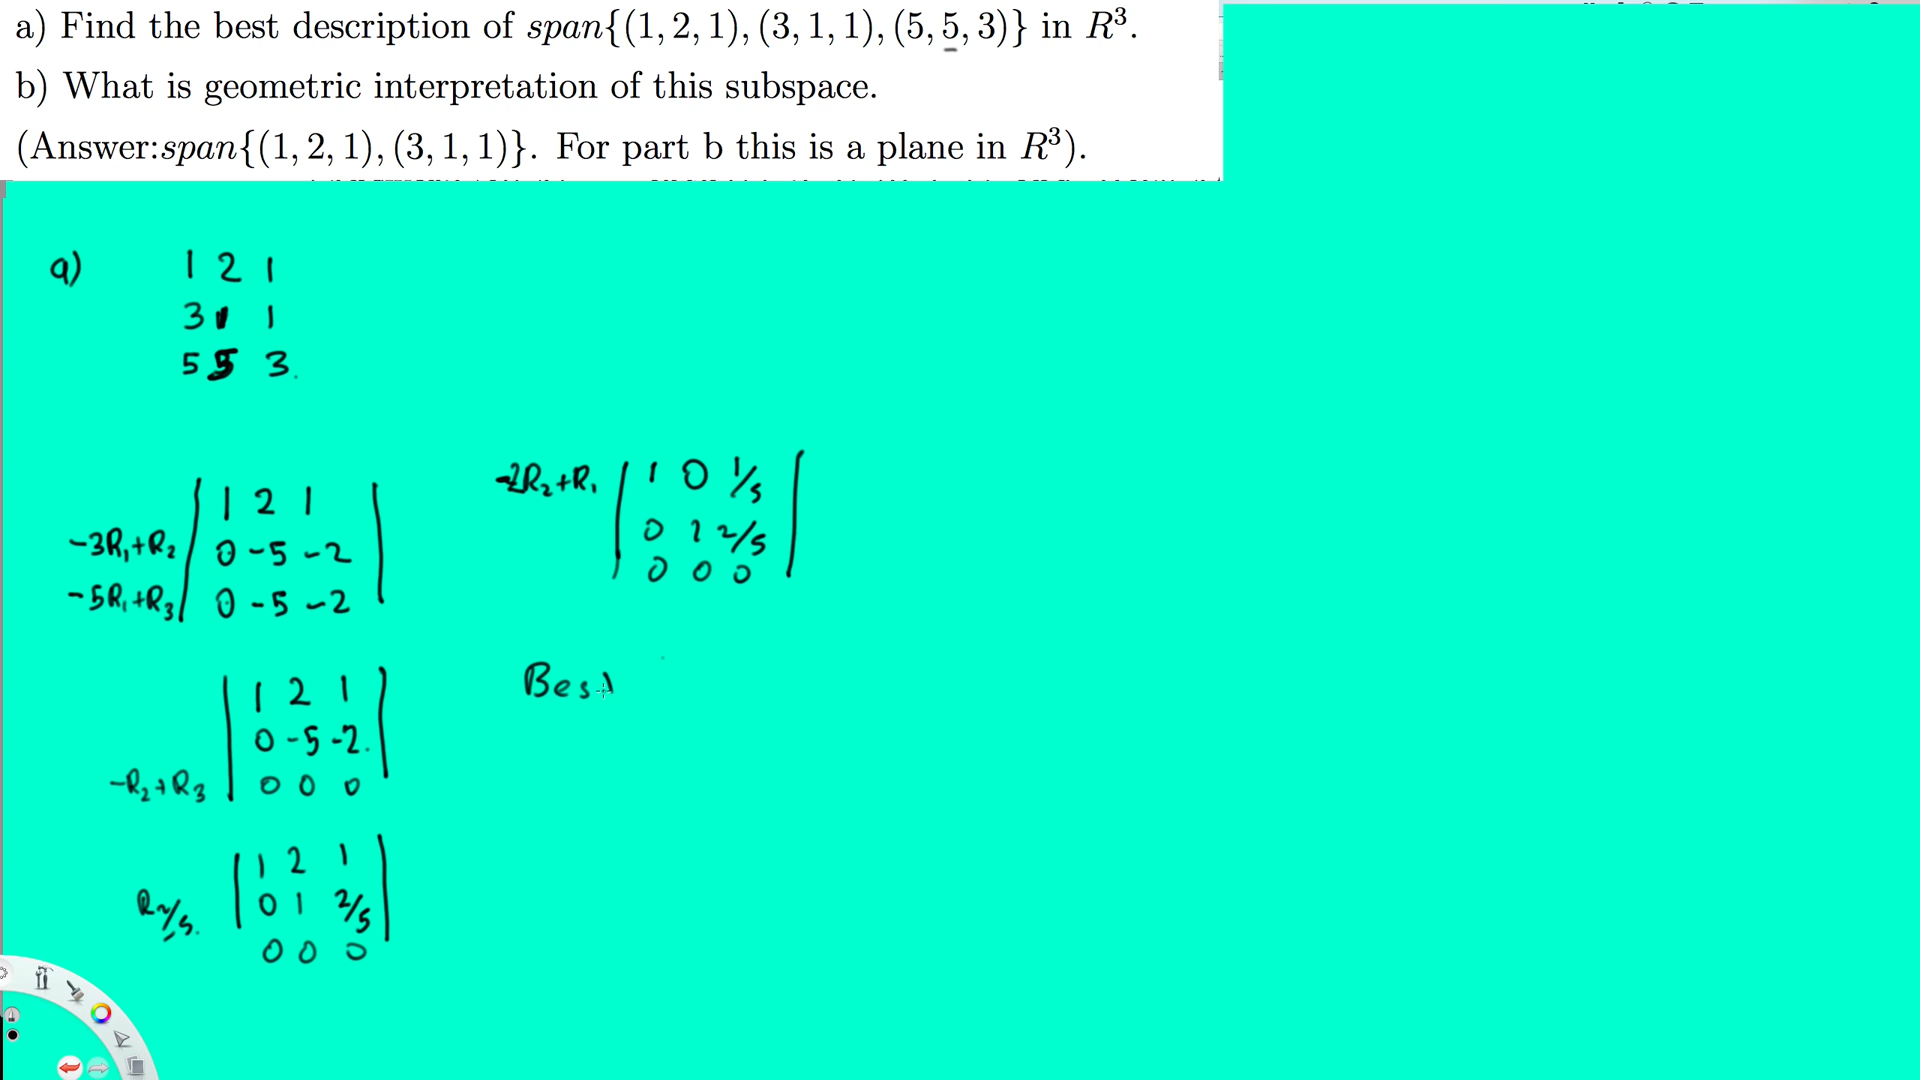 a) Find the best description of span{(1, 2, 1), (3, 1, 1), (5, 5, 3)} in R³.
b) What is geometric interpretation of this subspace.
(Answer:span{(1, 2, 1), (3, 1, 1)}. For part b this is a plane in R³).
a) 1 2 1
3 1 1
5 5 3.
| 1 2 1 |
-3R₁+R₂ | 0 -5 -2 |
-5R₁+R₃ | 0 -5 -2 |
| 1 2 1 |
| 0 -5 -2. |
-R₂+R₃ | 0 0 0 |
| 1 2 1 |
R₂/5. | 0 1 2/5 |
0 0 0
-2R₂+R₁ | 1 0 1/5 |
| 0 1 2/5 |
| 0 0 0 |
Best